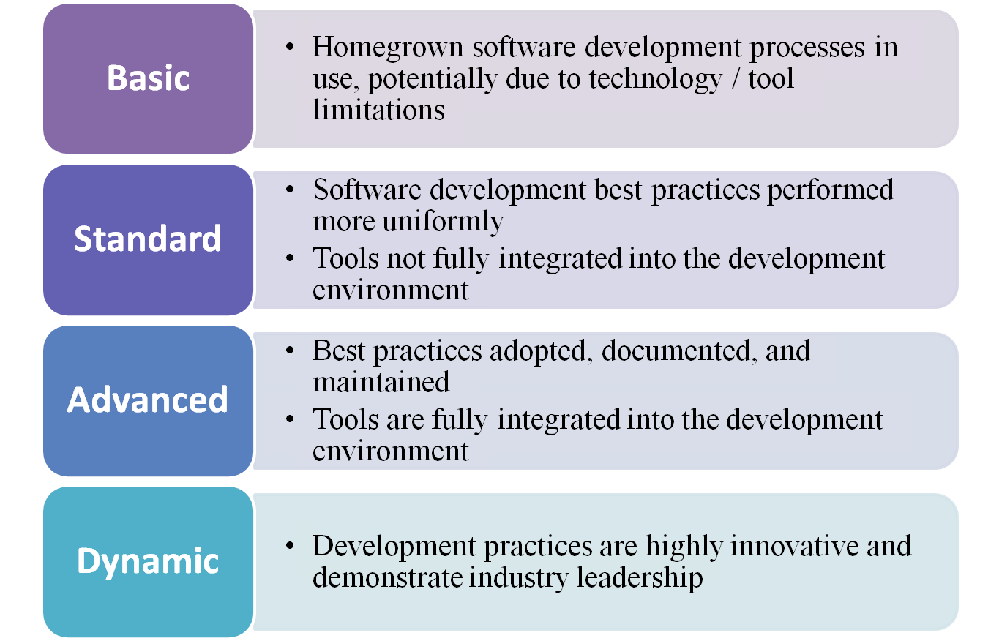 Basic
• Homegrown software development processes in
use, potentially due to technology / tool
limitations
Standard
• Software development best practices performed
more uniformly
• Tools not fully integrated into the development
environment
Advanced
• Best practices adopted, documented, and
maintained
• Tools are fully integrated into the development
environment
Dynamic
• Development practices are highly innovative and
demonstrate industry leadership